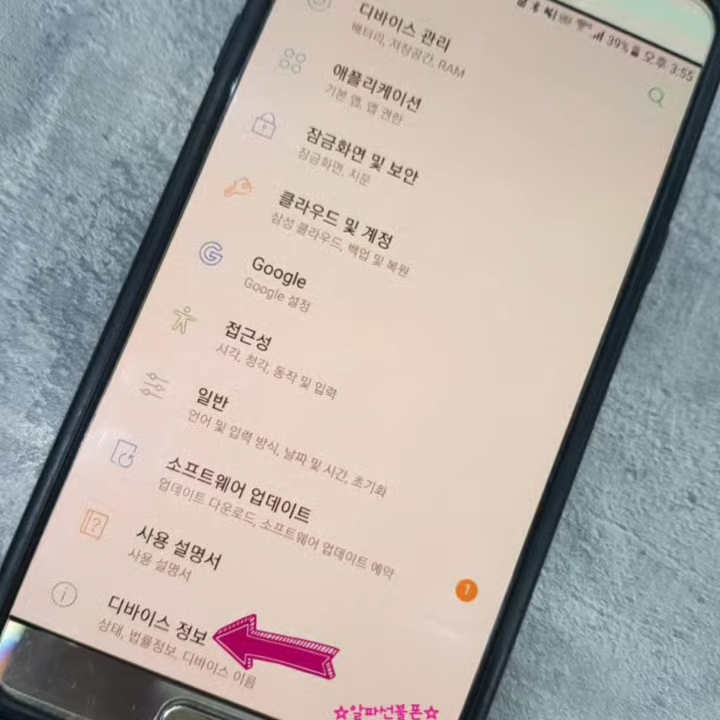 39% 오후 3:55
디바이스 관리
배터리, 저장공간, RAM
애플리케이션
기본 앱, 앱 권한
잠금화면 및 보안
잠금화면, 지문
클라우드 및 계정
삼성 클라우드, 백업 및 복원
Google
Google 설정
접근성
시각, 청각, 동작 및 입력
일반
언어 및 입력 방식, 날짜 및 시간, 초기화
소프트웨어 업데이트
업데이트 다운로드, 소프트웨어 업데이트 예약
1
사용 설명서
사용 설명서
디바이스 정보
상태, 법률정보, 디바이스 이름
☆알파선불폰☆